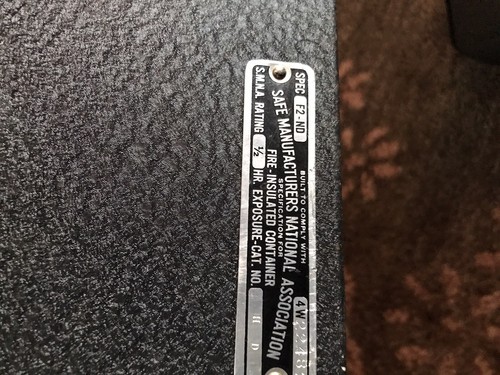 SPEC F2-ND BUILT TO COMPLY WITH 4W
SAFE MANUFACTURERS NATIONAL ASSOCIATION
SPECIFICATION FOR
FIRE-INSULATED CONTAINER
S.M.N.A. RATING 1/2 HR. EXPOSURE-CAT. NO. H D